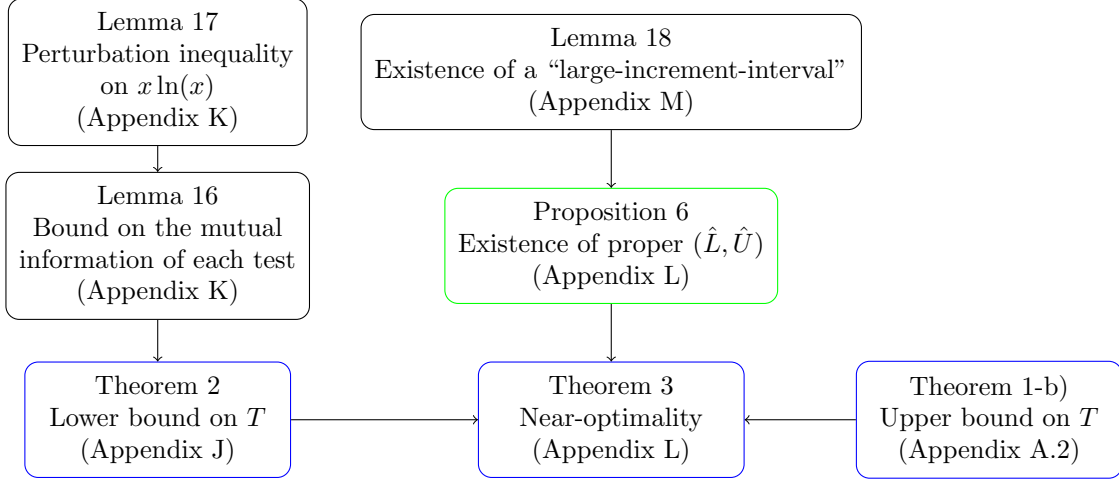 Lemma 17
Perturbation inequality
on x ln(x)
(Appendix K)
Lemma 18
Existence of a “large-increment-interval”
(Appendix M)
Lemma 16
Bound on the mutual
information of each test
(Appendix K)
Proposition 6
Existence of proper (L̂, Û)
(Appendix L)
Theorem 2
Lower bound on T
(Appendix J)
Theorem 3
Near-optimality
(Appendix L)
Theorem 1-b)
Upper bound on T
(Appendix A.2)